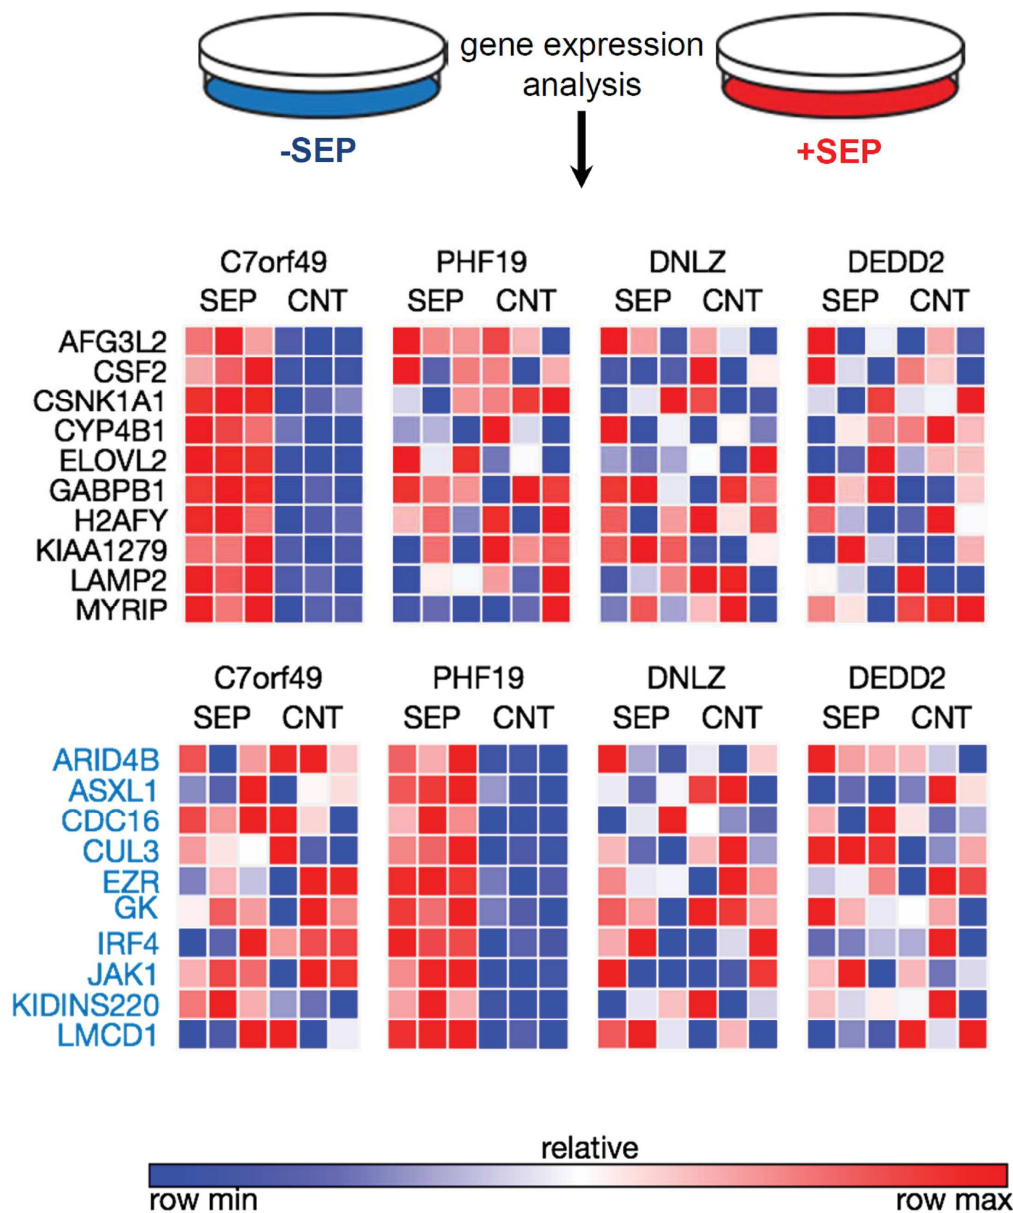 gene expression
analysis
-SEP
+SEP
C7orf49 PHF19 DNLZ DEDD2
SEP CNT SEP CNT SEP CNT SEP CNT
AFG3L2
CSF2
CSNK1A1
CYP4B1
ELOVL2
GABPB1
H2AFY
KIAA1279
LAMP2
MYRIP
C7orf49 PHF19 DNLZ DEDD2
SEP CNT SEP CNT SEP CNT SEP CNT
ARID4B
ASXL1
CDC16
CUL3
EZR
GK
IRF4
JAK1
KIDINS220
LMCD1
relative
row min row max